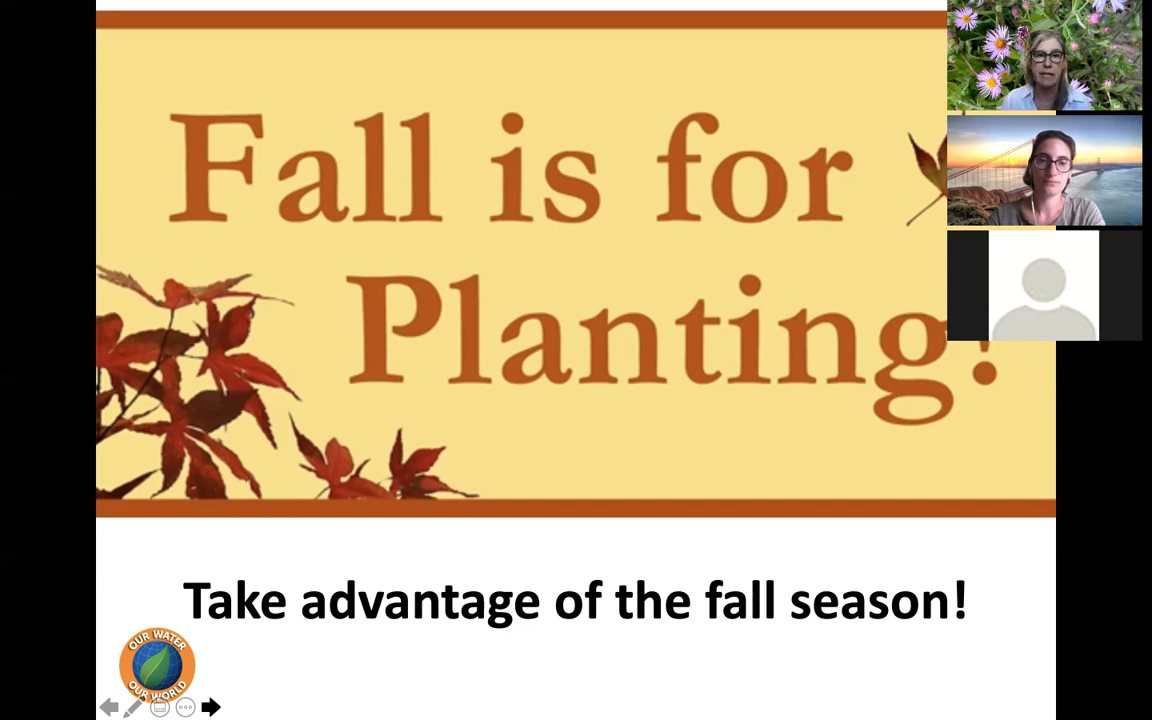 Fall is for
Planting!
Take advantage of the fall season!
OUR WATER
OUR WORLD